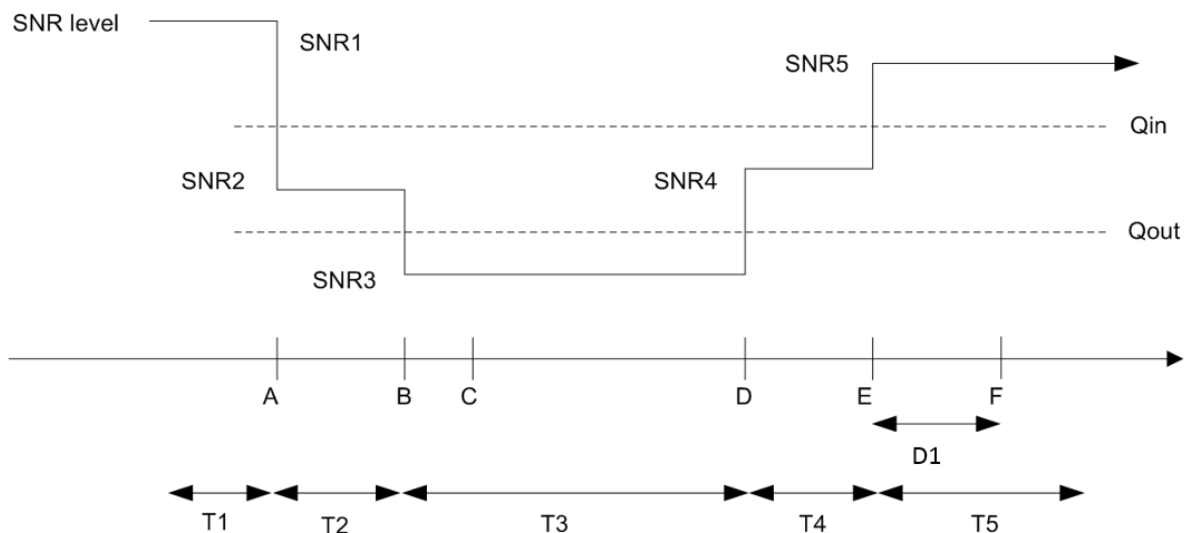 SNR level
SNR1
SNR5
Qin
SNR2
SNR4
Qout
SNR3
A B C D E F
D1
T1 T2 T3 T4 T5